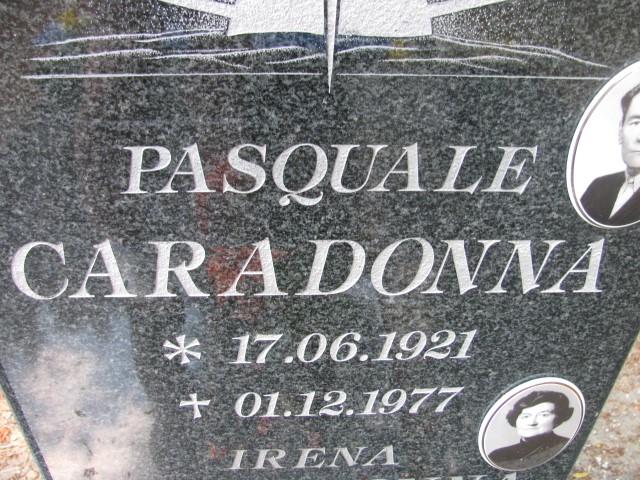 PASQUALE
CARADONNA
* 17.06.1921
† 01.12.1977
IRENA